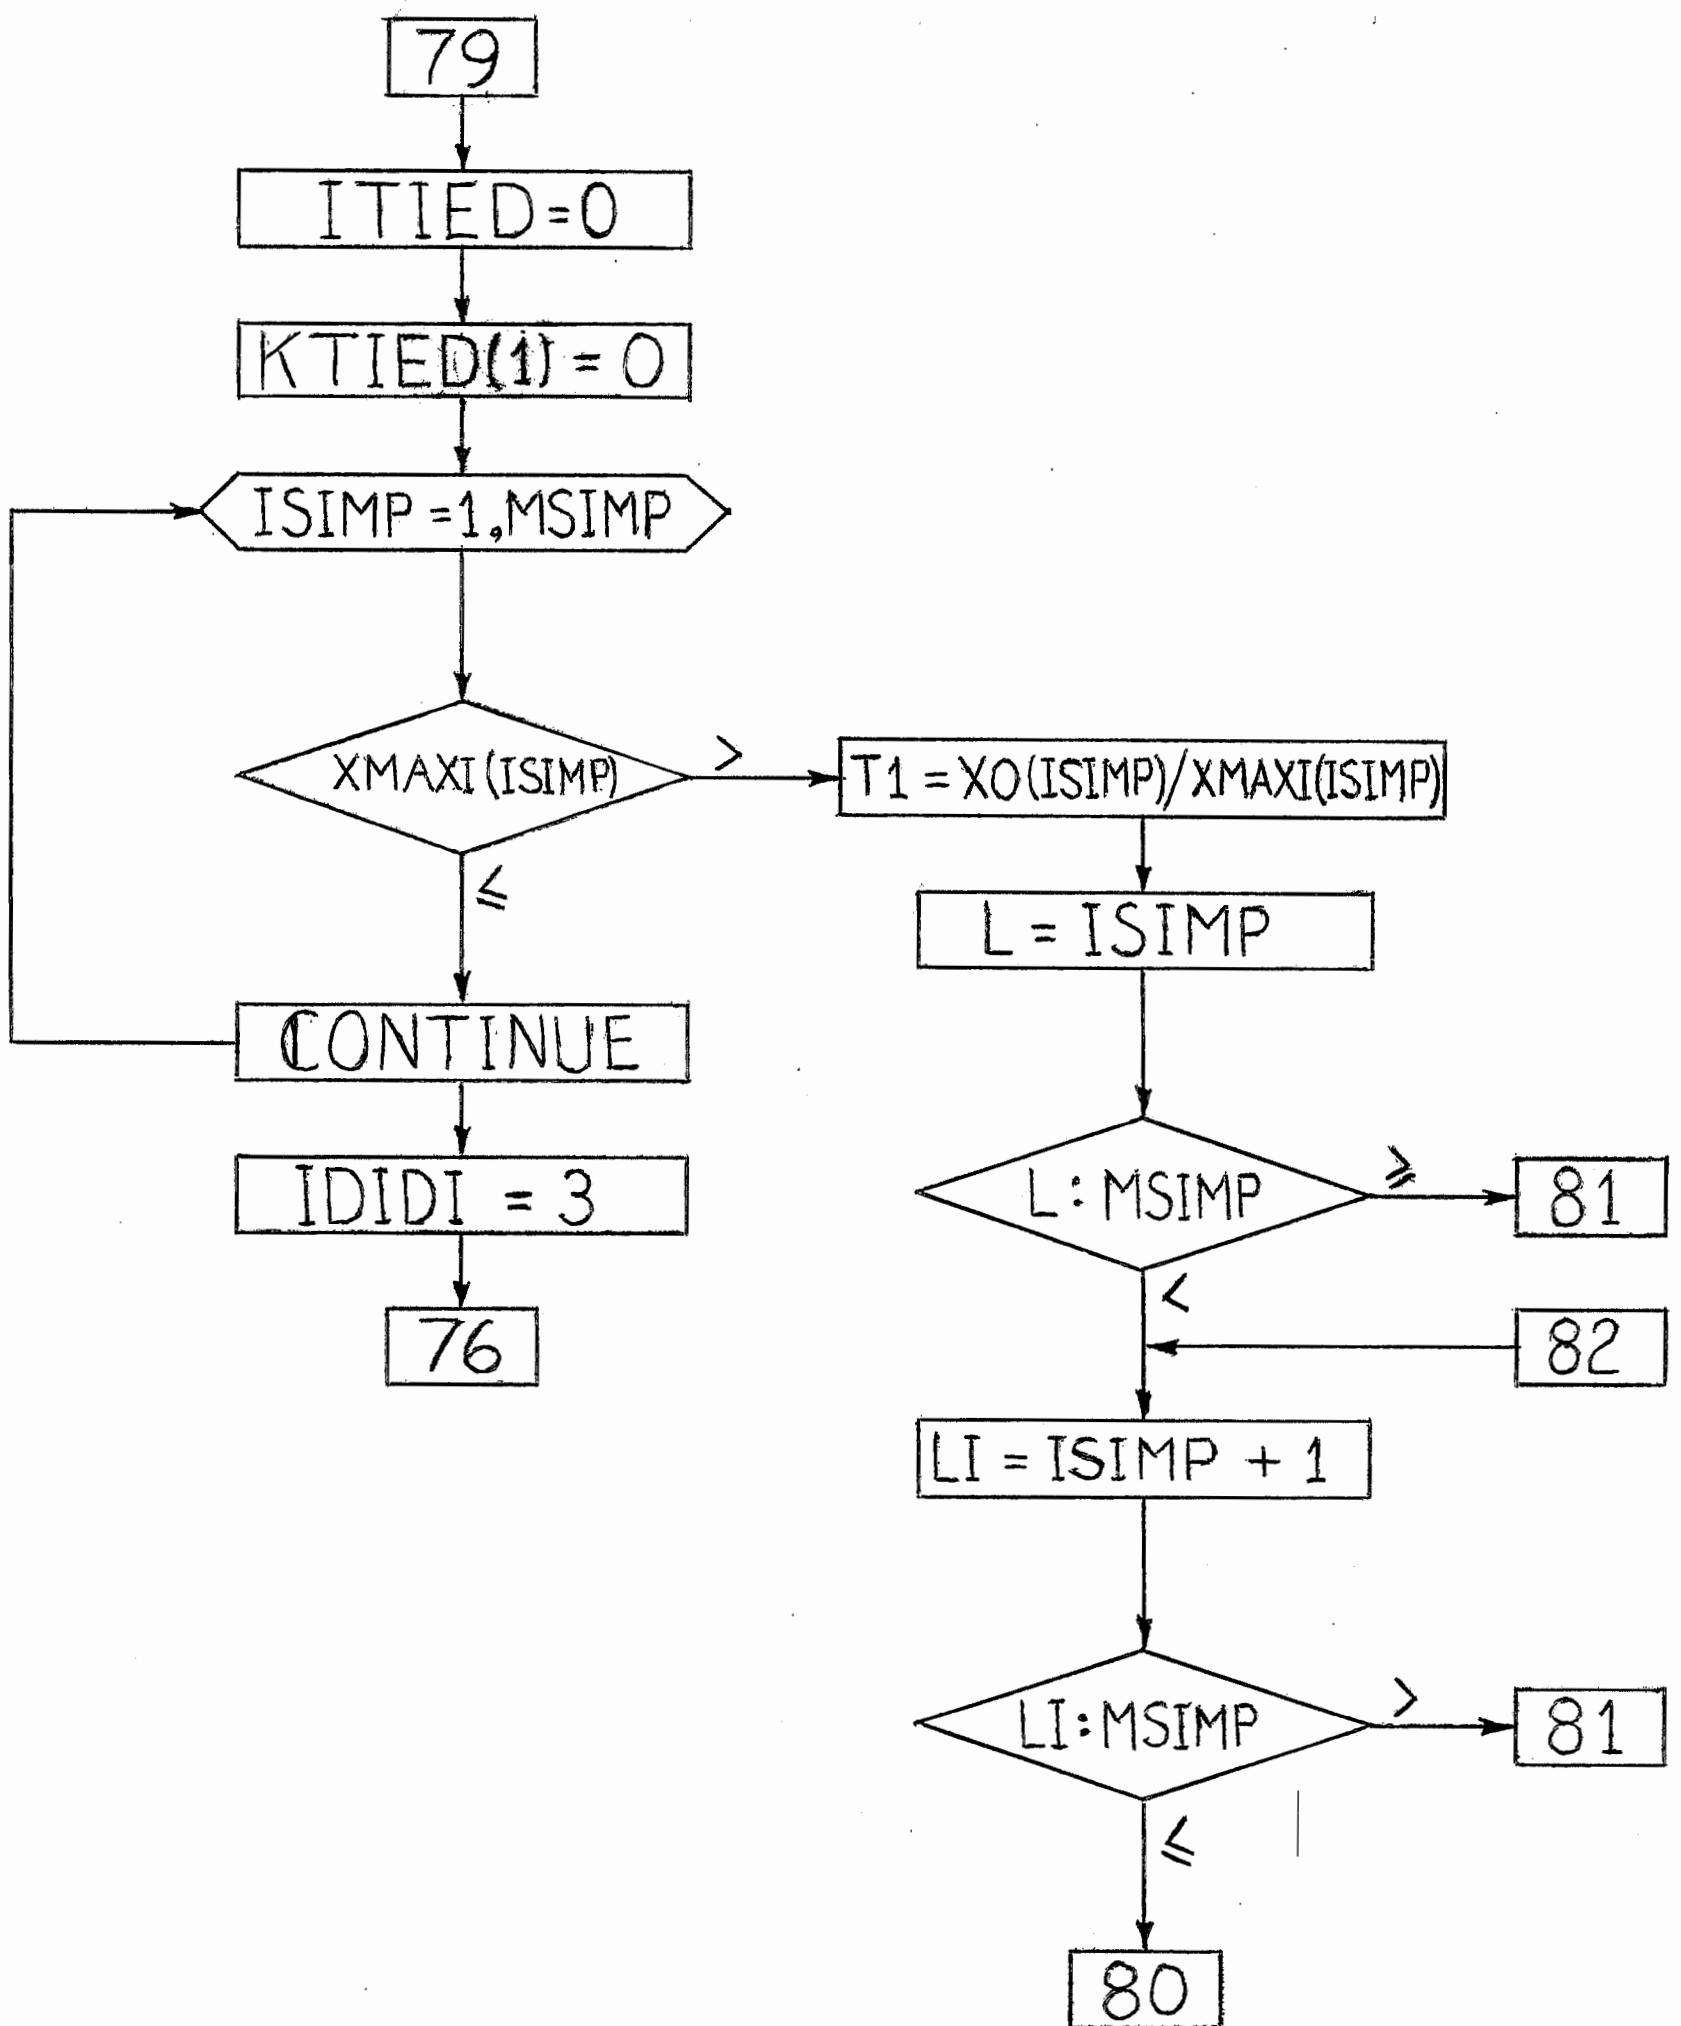 79
ITIED=0
KTIED(1) = 0
ISIMP =1,MSIMP
XMAXI(ISIMP)
>
≤
T1 = XO(ISIMP)/XMAXI(ISIMP)
L = ISIMP
CONTINUE
IDIDI = 3
76
L : MSIMP
≥
81
<
82
LI = ISIMP + 1
LI:MSIMP
>
81
≤
80